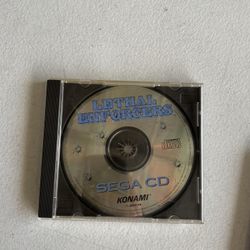 LETHAL
ENFORCERS
SEGA CD
KONAMI